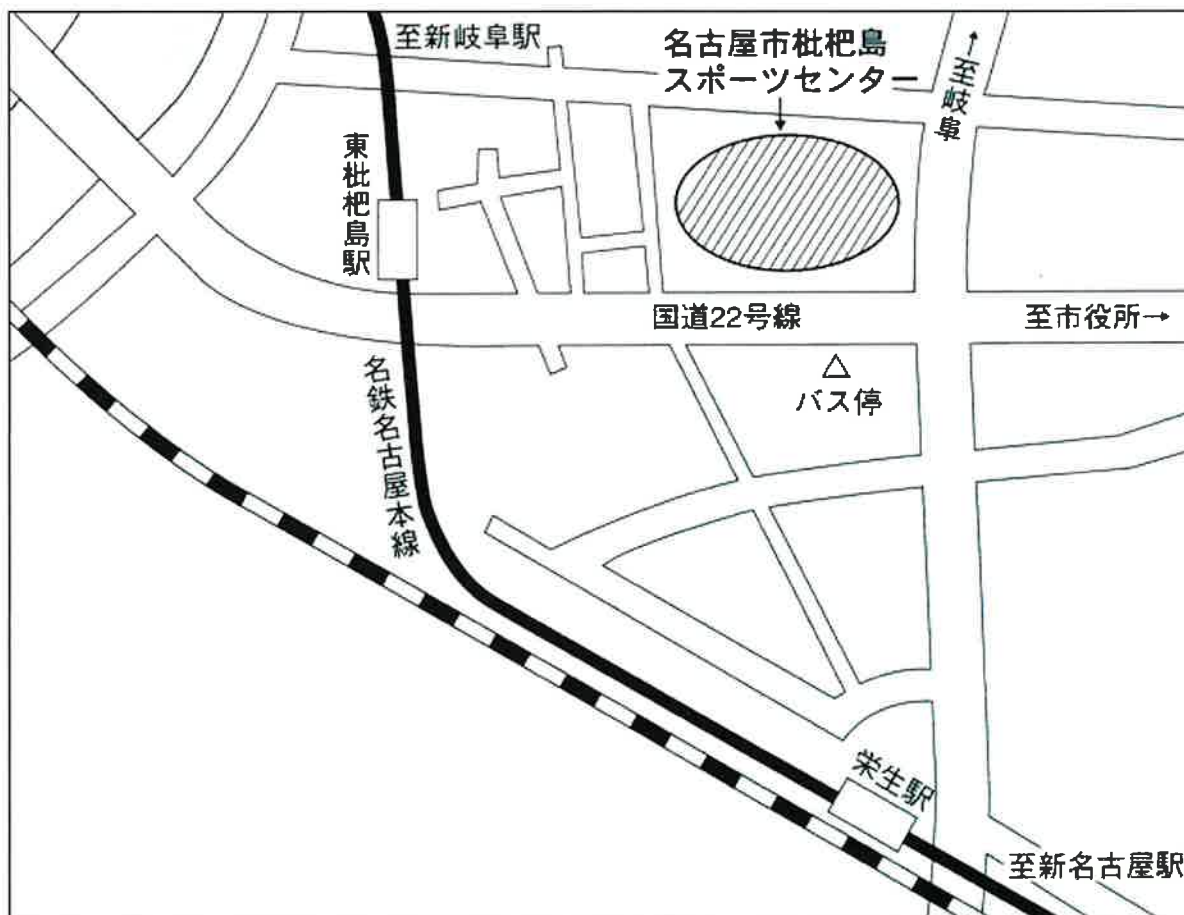 至新岐阜駅
名古屋市枇杷島
スポーツセンター
→至岐阜
東枇杷島駅
国道22号線
至市役所→
バス停
名鉄名古屋本線
栄生駅
至新名古屋駅